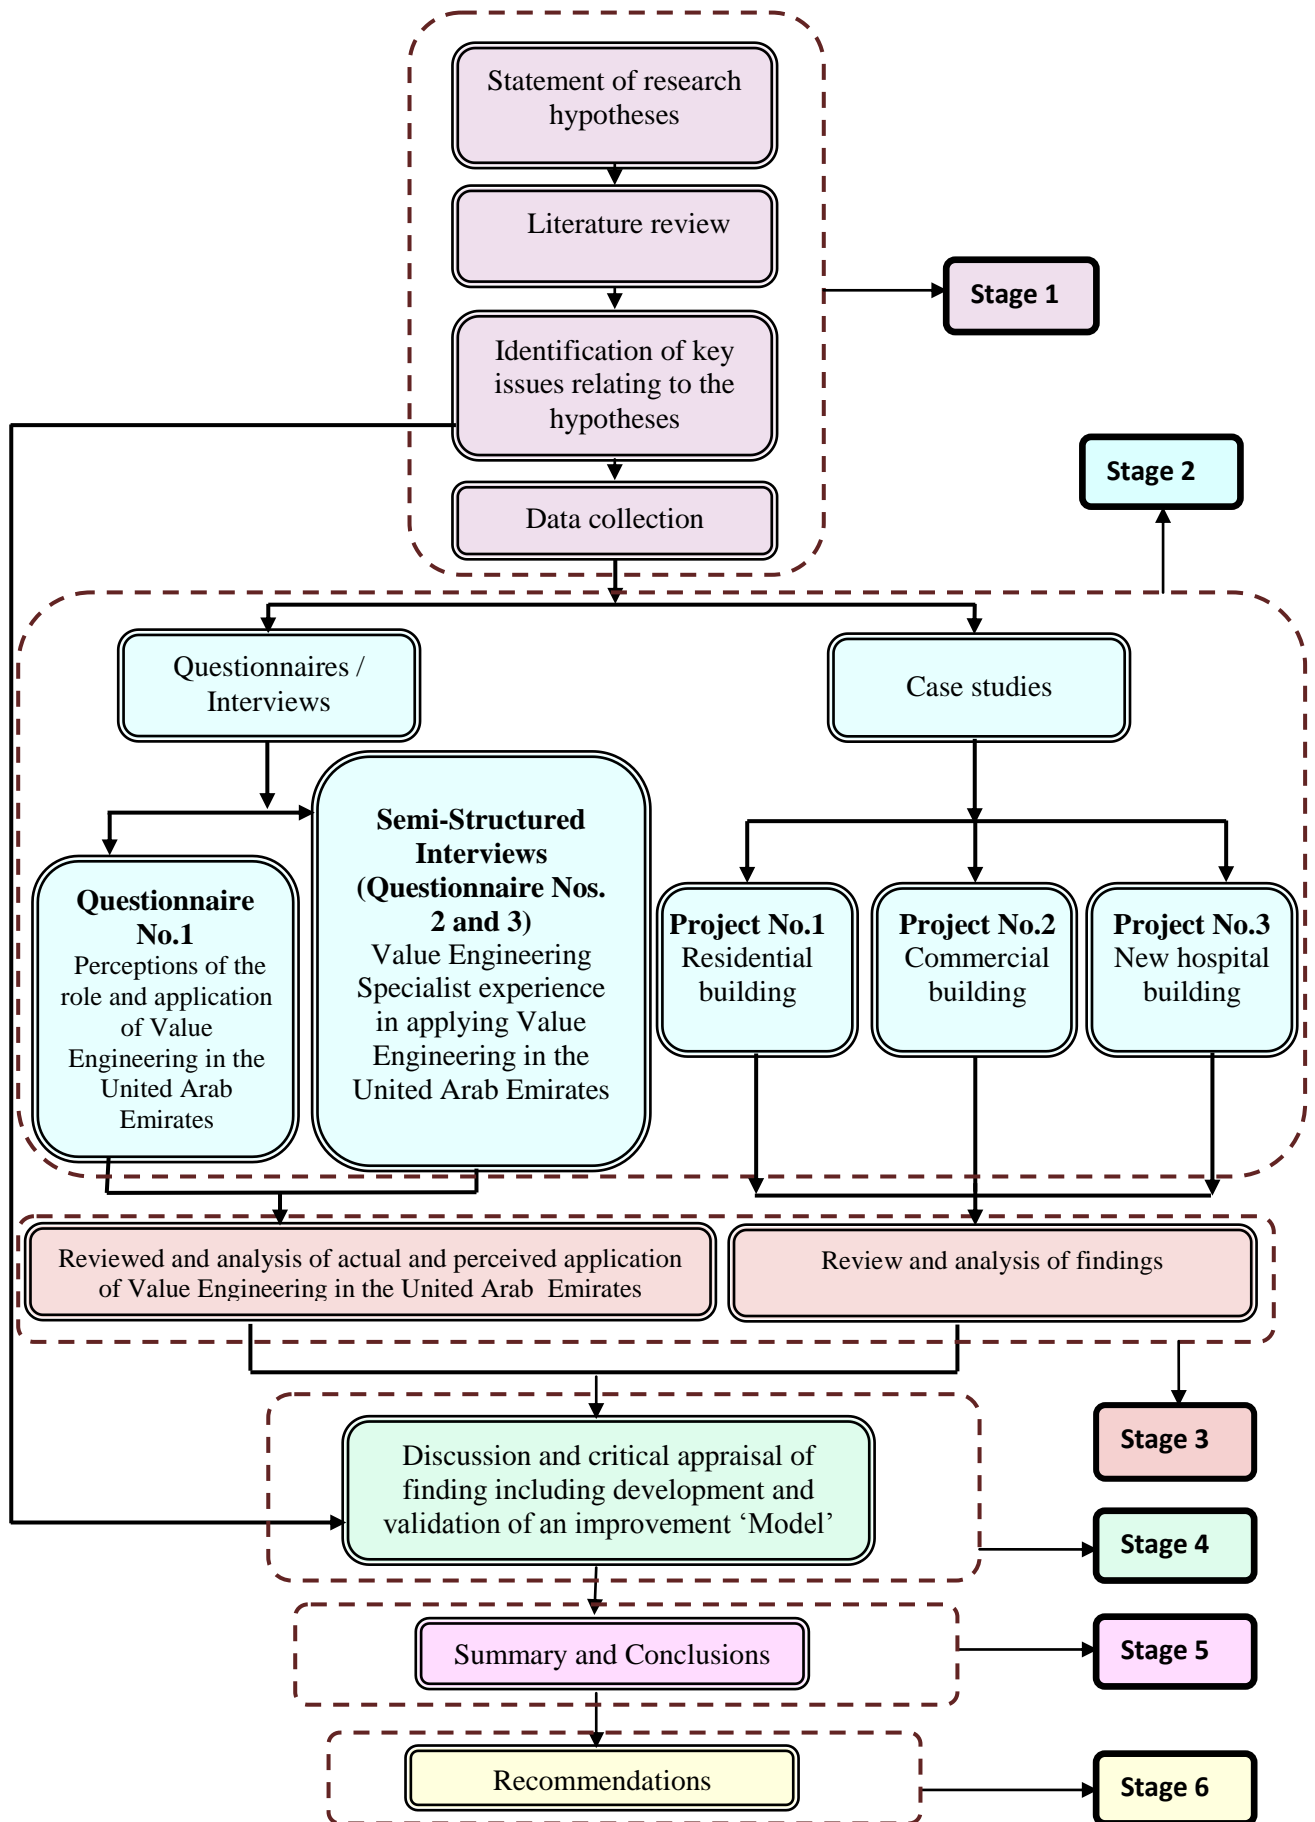 Statement of research
hypotheses
Literature review
Stage 1
Identification of key
issues relating to the
hypotheses
Data collection
Stage 2
Questionnaires /
Interviews
Case studies
Questionnaire
No.1
Perceptions of the
role and application
of Value
Engineering in the
United Arab
Emirates
Semi-Structured
Interviews
(Questionnaire Nos.
2 and 3)
Value Engineering
Specialist experience
in applying Value
Engineering in the
United Arab Emirates
Project No.1
Residential
building
Project No.2
Commercial
building
Project No.3
New hospital
building
Reviewed and analysis of actual and perceived application
of Value Engineering in the United Arab Emirates
Review and analysis of findings
Stage 3
Discussion and critical appraisal of
finding including development and
validation of an improvement ‘Model’
Stage 4
Summary and Conclusions
Stage 5
Recommendations
Stage 6